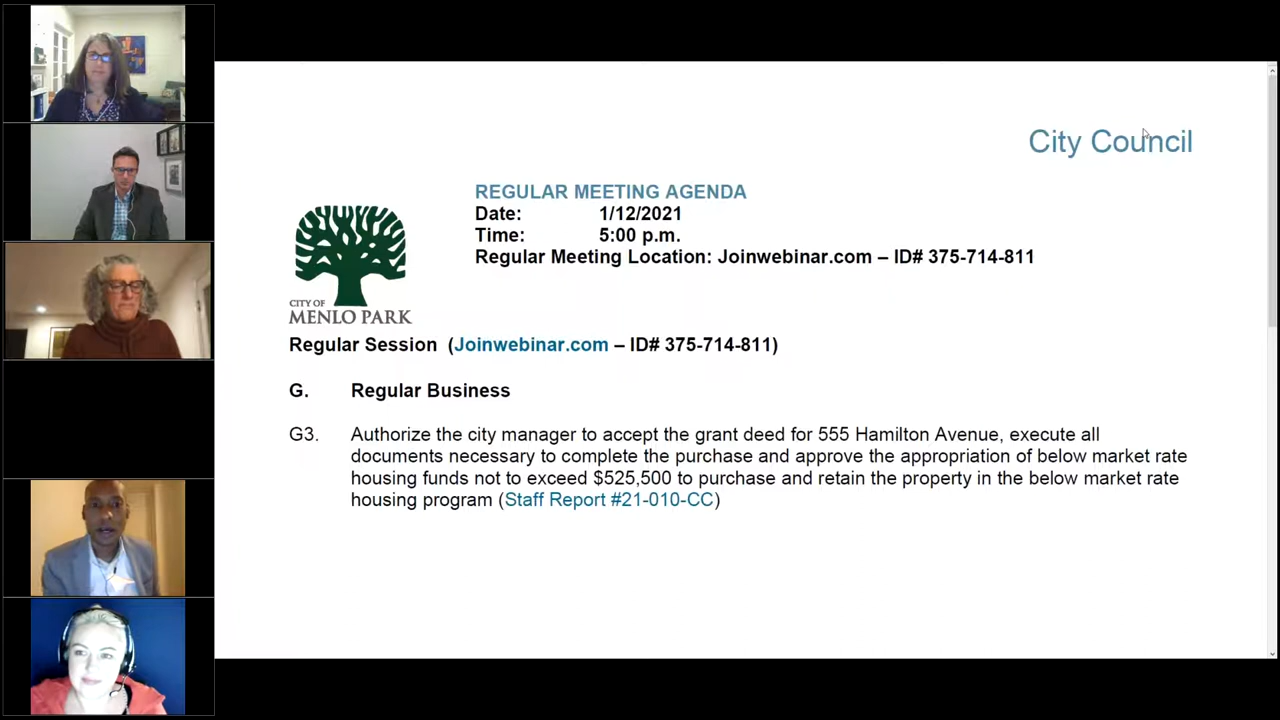 City Council
REGULAR MEETING AGENDA
Date: 1/12/2021
Time: 5:00 p.m.
Regular Meeting Location: Joinwebinar.com – ID# 375-714-811
CITY OF
MENLO PARK
Regular Session (Joinwebinar.com – ID# 375-714-811)
G. Regular Business
G3. Authorize the city manager to accept the grant deed for 555 Hamilton Avenue, execute all
documents necessary to complete the purchase and approve the appropriation of below market rate
housing funds not to exceed $525,500 to purchase and retain the property in the below market rate
housing program (Staff Report #21-010-CC)